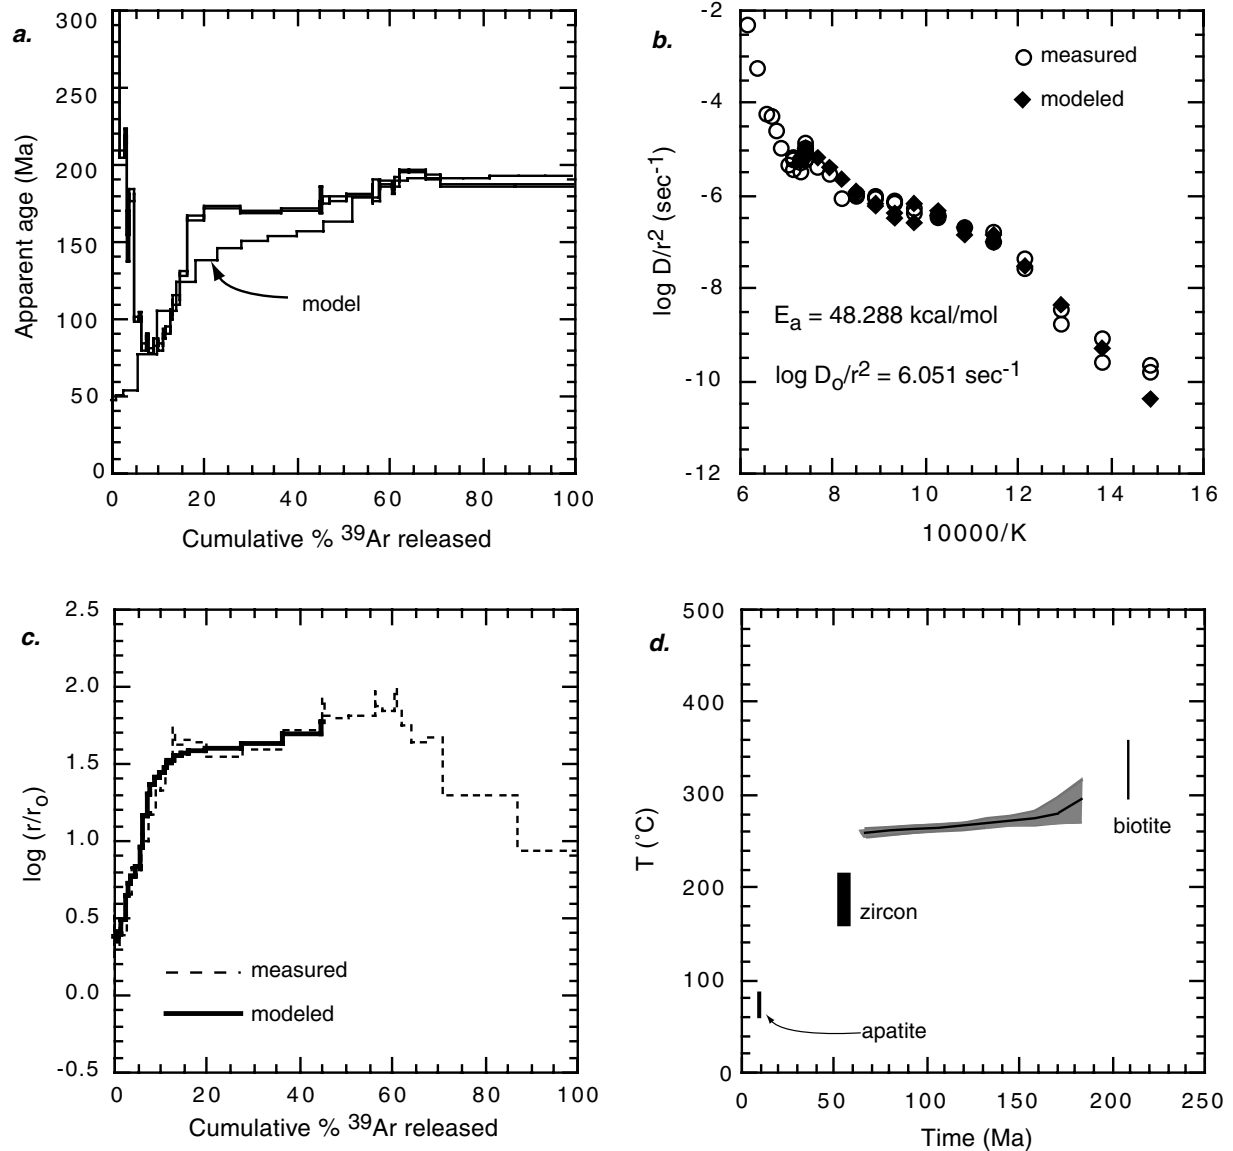 a.
300
250
200
150
100
50
0
Apparent age (Ma)
model
0 20 40 60 80 100
Cumulative % ³⁹Ar released
b.
-2
-4
-6
-8
-10
-12
log D/r² (sec⁻¹)
measured
modeled
Eₐ = 48.288 kcal/mol
log Dₒ/r² = 6.051 sec⁻¹
6 8 10 12 14 16
10000/K
c.
2.5
2.0
1.5
1.0
0.5
0.0
-0.5
log (r/rₒ)
measured
modeled
0 20 40 60 80 100
Cumulative % ³⁹Ar released
d.
500
400
300
200
100
0
T (°C)
biotite
zircon
apatite
0 50 100 150 200 250
Time (Ma)